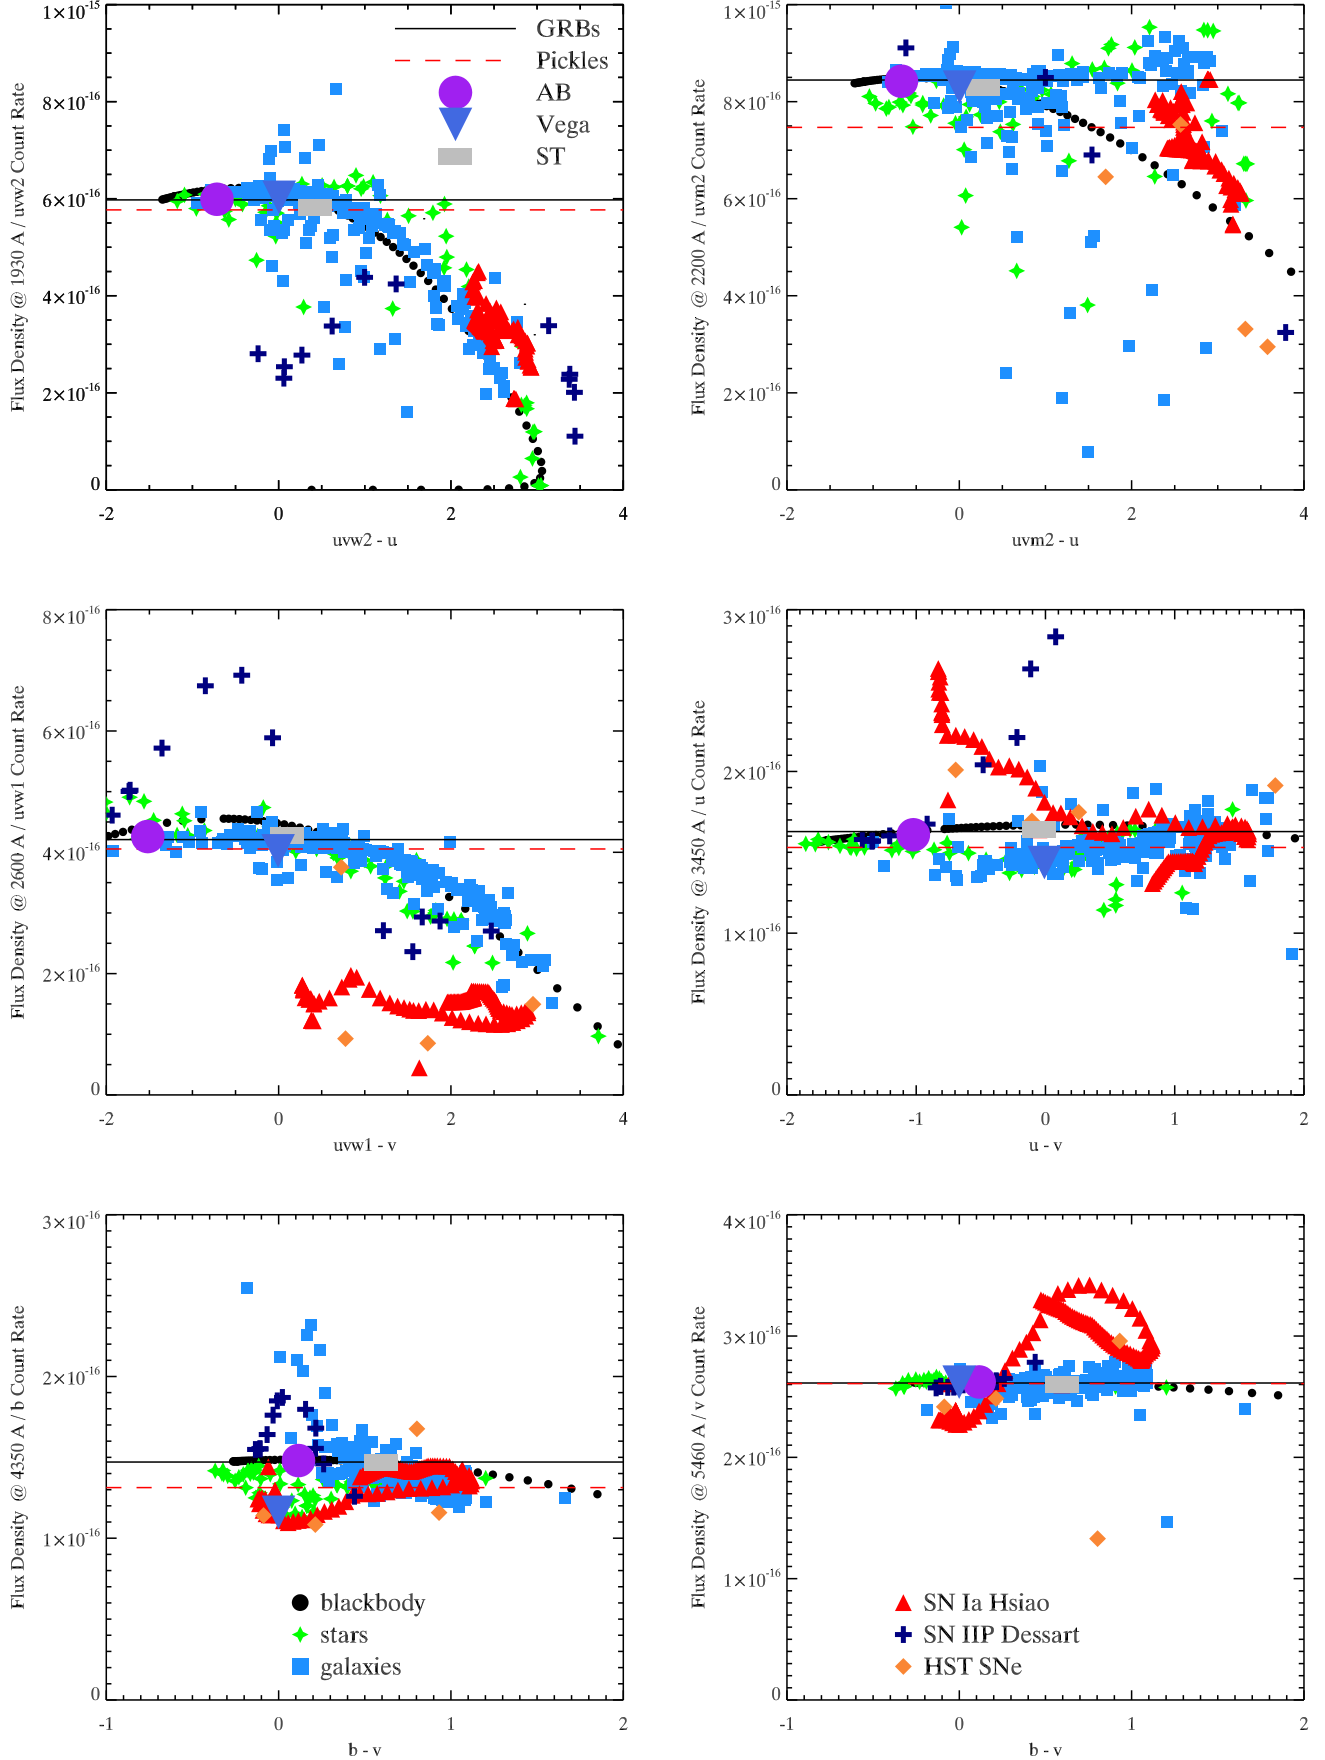 1×10⁻¹⁵
8×10⁻¹⁶
6×10⁻¹⁶
4×10⁻¹⁶
2×10⁻¹⁶
0
Flux Density @ 1930 A / uvw2 Count Rate
-2 0 2 4
uvw2 - u
GRBs
Pickles
AB
Vega
ST
1×10⁻¹⁵
8×10⁻¹⁶
6×10⁻¹⁶
4×10⁻¹⁶
2×10⁻¹⁶
0
Flux Density @ 2200 A / uvm2 Count Rate
-2 0 2 4
uvm2 - u
8×10⁻¹⁶
6×10⁻¹⁶
4×10⁻¹⁶
2×10⁻¹⁶
0
Flux Density @ 2600 A / uvw1 Count Rate
-2 0 2 4
uvw1 - v
3×10⁻¹⁶
2×10⁻¹⁶
1×10⁻¹⁶
0
Flux Density @ 3450 A / u Count Rate
-2 -1 0 1 2
u - v
3×10⁻¹⁶
2×10⁻¹⁶
1×10⁻¹⁶
0
Flux Density @ 4350 A / b Count Rate
-1 0 1 2
b - v
blackbody
stars
galaxies
4×10⁻¹⁶
3×10⁻¹⁶
2×10⁻¹⁶
1×10⁻¹⁶
0
Flux Density @ 5460 A / v Count Rate
-1 0 1 2
b - v
SN Ia Hsiao
SN IIP Dessart
HST SNe